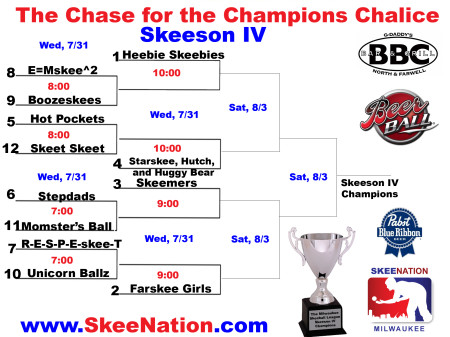 The Chase for the Champions Chalice
Skeeson IV
Wed, 7/31
1 Heebie Skeebies
8 E=Mskee^2
10:00
8:00
9 Boozeskees
Wed, 7/31
Sat, 8/3
5 Hot Pockets
8:00
10:00
12 Skeet Skeet
4 Starskee, Hutch,
and Huggy Bear
Wed, 7/31
Sat, 8/3
3 Skeemers
Skeeson IV
Champions
6 Stepdads
9:00
7:00
11 Momster's Ball
Wed, 7/31
Sat, 8/3
7 R-E-S-P-E-skee-T
7:00
9:00
10 Unicorn Ballz
2 Farskee Girls
www.SkeeNation.com
G-DADDY'S
BBC
BAR & GRILL
NORTH & FARWELL
Beer
BALL
Pabst
Blue Ribbon
BEER
SKEENATION
MILWAUKEE
The Milwaukee
Skeeball League
Skeeson IV
Champions